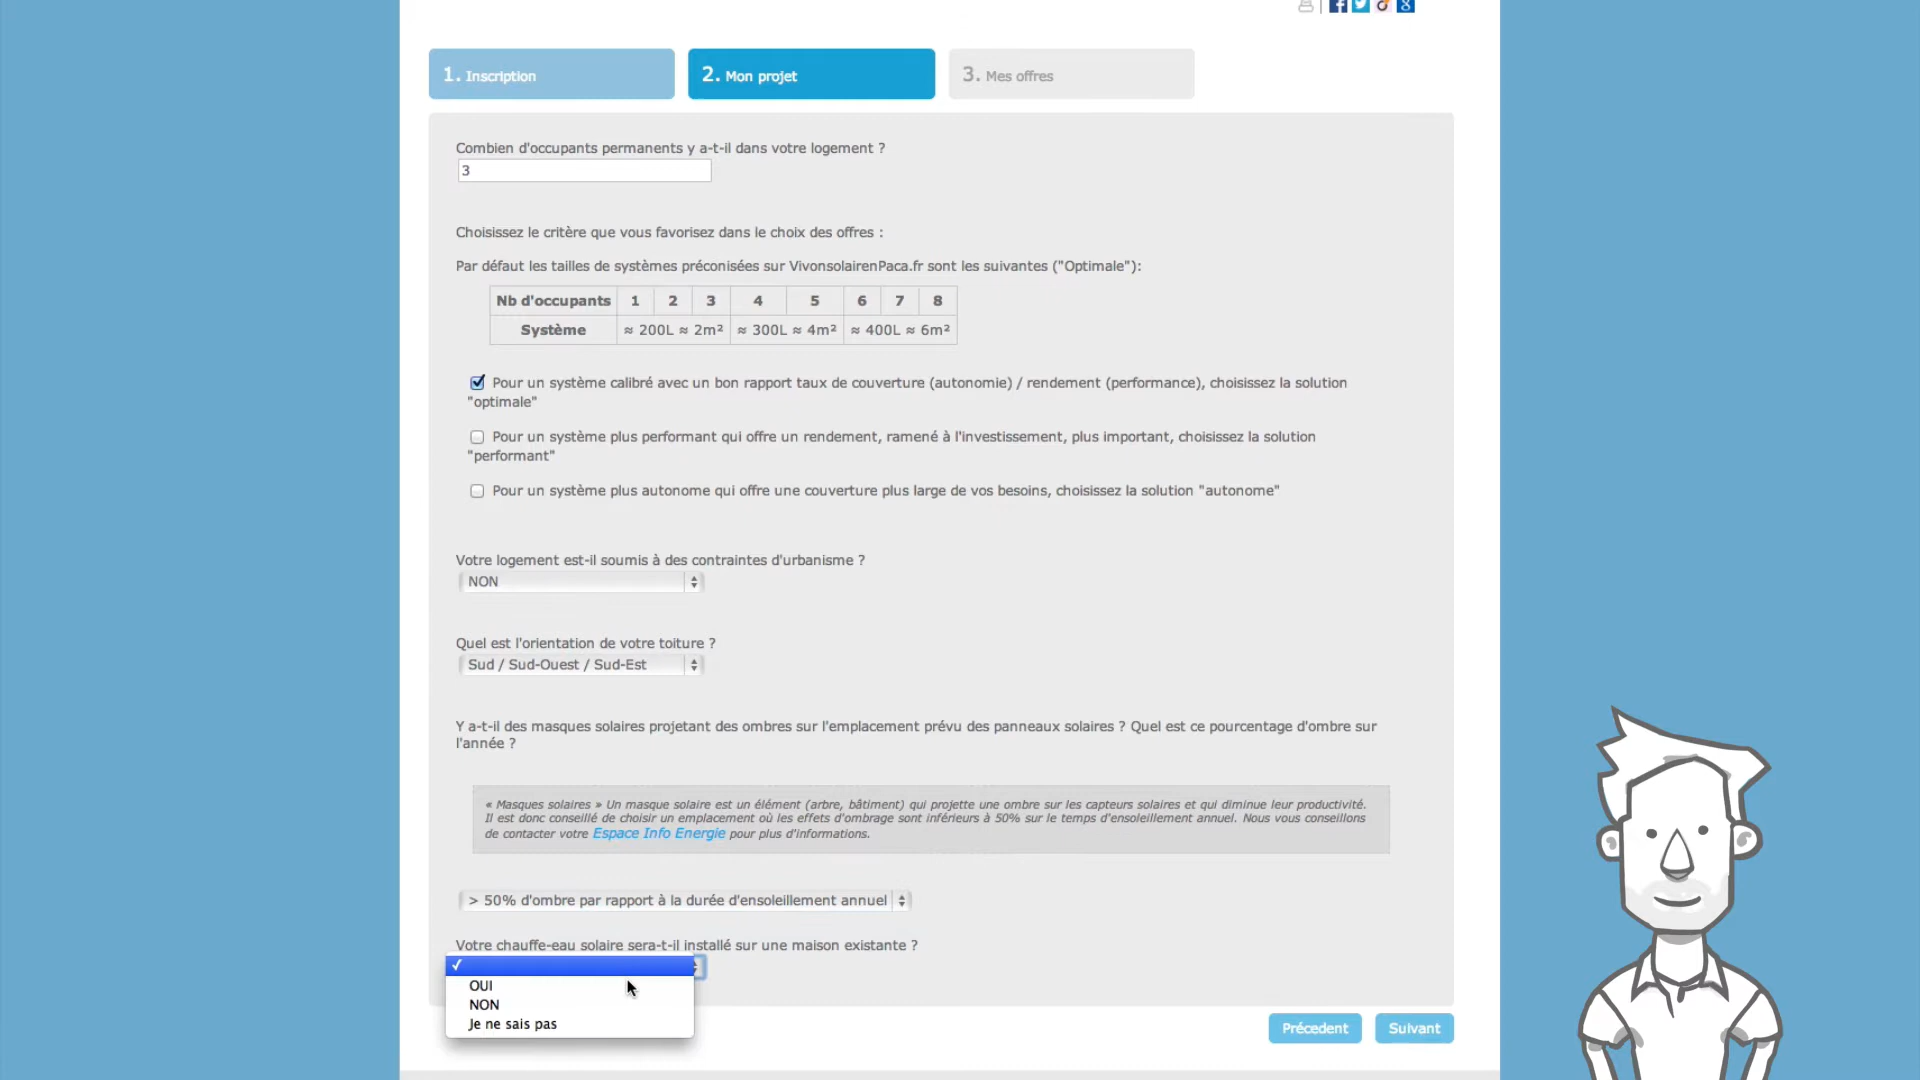 1. Inscription
2. Mon projet
3. Mes offres
Combien d'occupants permanents y a-t-il dans votre logement ?
3
Choisissez le critère que vous favorisez dans le choix des offres :
Par défaut les tailles de systèmes préconisées sur VivonsolairenPaca.fr sont les suivantes ("Optimale"):
Nb d'occupants 1 2 3 4 5 6 7 8
Système ≈ 200L ≈ 2m² ≈ 300L ≈ 4m² ≈ 400L ≈ 6m²
Pour un système calibré avec un bon rapport taux de couverture (autonomie) / rendement (performance), choisissez la solution
"optimale"
Pour un système plus performant qui offre un rendement, ramené à l'investissement, plus important, choisissez la solution
"performant"
Pour un système plus autonome qui offre une couverture plus large de vos besoins, choisissez la solution "autonome"
Votre logement est-il soumis à des contraintes d'urbanisme ?
NON
Quel est l'orientation de votre toiture ?
Sud / Sud-Ouest / Sud-Est
Y a-t-il des masques solaires projetant des ombres sur l'emplacement prévu des panneaux solaires ? Quel est ce pourcentage d'ombre sur
l'année ?
« Masques solaires » Un masque solaire est un élément (arbre, bâtiment) qui projette une ombre sur les capteurs solaires et qui diminue leur productivité.
Il est donc conseillé de choisir un emplacement où les effets d'ombrage sont inférieurs à 50% sur le temps d'ensoleillement annuel. Nous vous conseillons
de contacter votre Espace Info Energie pour plus d'informations.
> 50% d'ombre par rapport à la durée d'ensoleillement annuel
Votre chauffe-eau solaire sera-t-il installé sur une maison existante ?
OUI
NON
Je ne sais pas
Précedent
Suivant